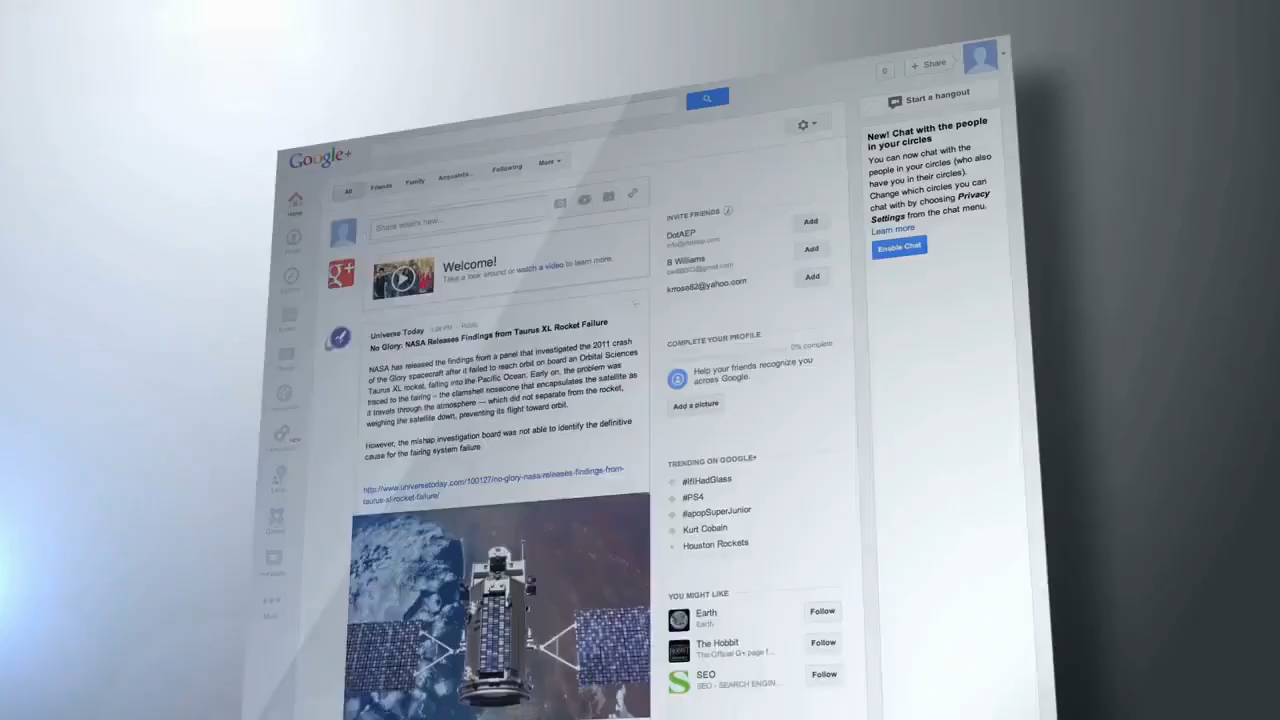 0
+ Share
Start a hangout
Google+
All
Friends
Family
Following
More
Home
Share what's new...
New! Chat with the people
in your circles
You can now chat with the
people in your circles (who also
have you in their circles).
Change which circles you can
chat with by choosing Privacy
Settings from the chat menu.
Learn more
Enable Chat
Welcome!
Take a look around or watch a video to learn more.
INVITE FRIENDS
DotAEP
Add
B Williams
Add
krrose82@yahoo.com
Add
Universe Today
No Glory: NASA Releases Findings from Taurus XL Rocket Failure
NASA has released the findings from a panel that investigated the 2011 crash
of the Glory spacecraft after it failed to reach orbit on board an Orbital Sciences
Taurus XL rocket, falling into the Pacific Ocean. Early on, the problem was
traced to the fairing – the clamshell nosecone that encapsulates the satellite as
it travels through the atmosphere — which did not separate from the rocket,
weighing the satellite down, preventing its flight toward orbit.
However, the mishap investigation board was not able to identify the definitive
cause for the fairing system failure
http://www.universetoday.com/100127/no-glory-nasa-releases-findings-from-
taurus-xl-rocket-failure/
COMPLETE YOUR PROFILE
0% complete
Help your friends recognize you
across Google.
Add a picture
TRENDING ON GOOGLE+
#IfIHadGlass
#PS4
#apopSuperJunior
Kurt Cobain
Houston Rockets
YOU MIGHT LIKE
Earth
Earth
Follow
The Hobbit
The Official G+ page f...
Follow
SEO
SEO - SEARCH ENGIN...
Follow